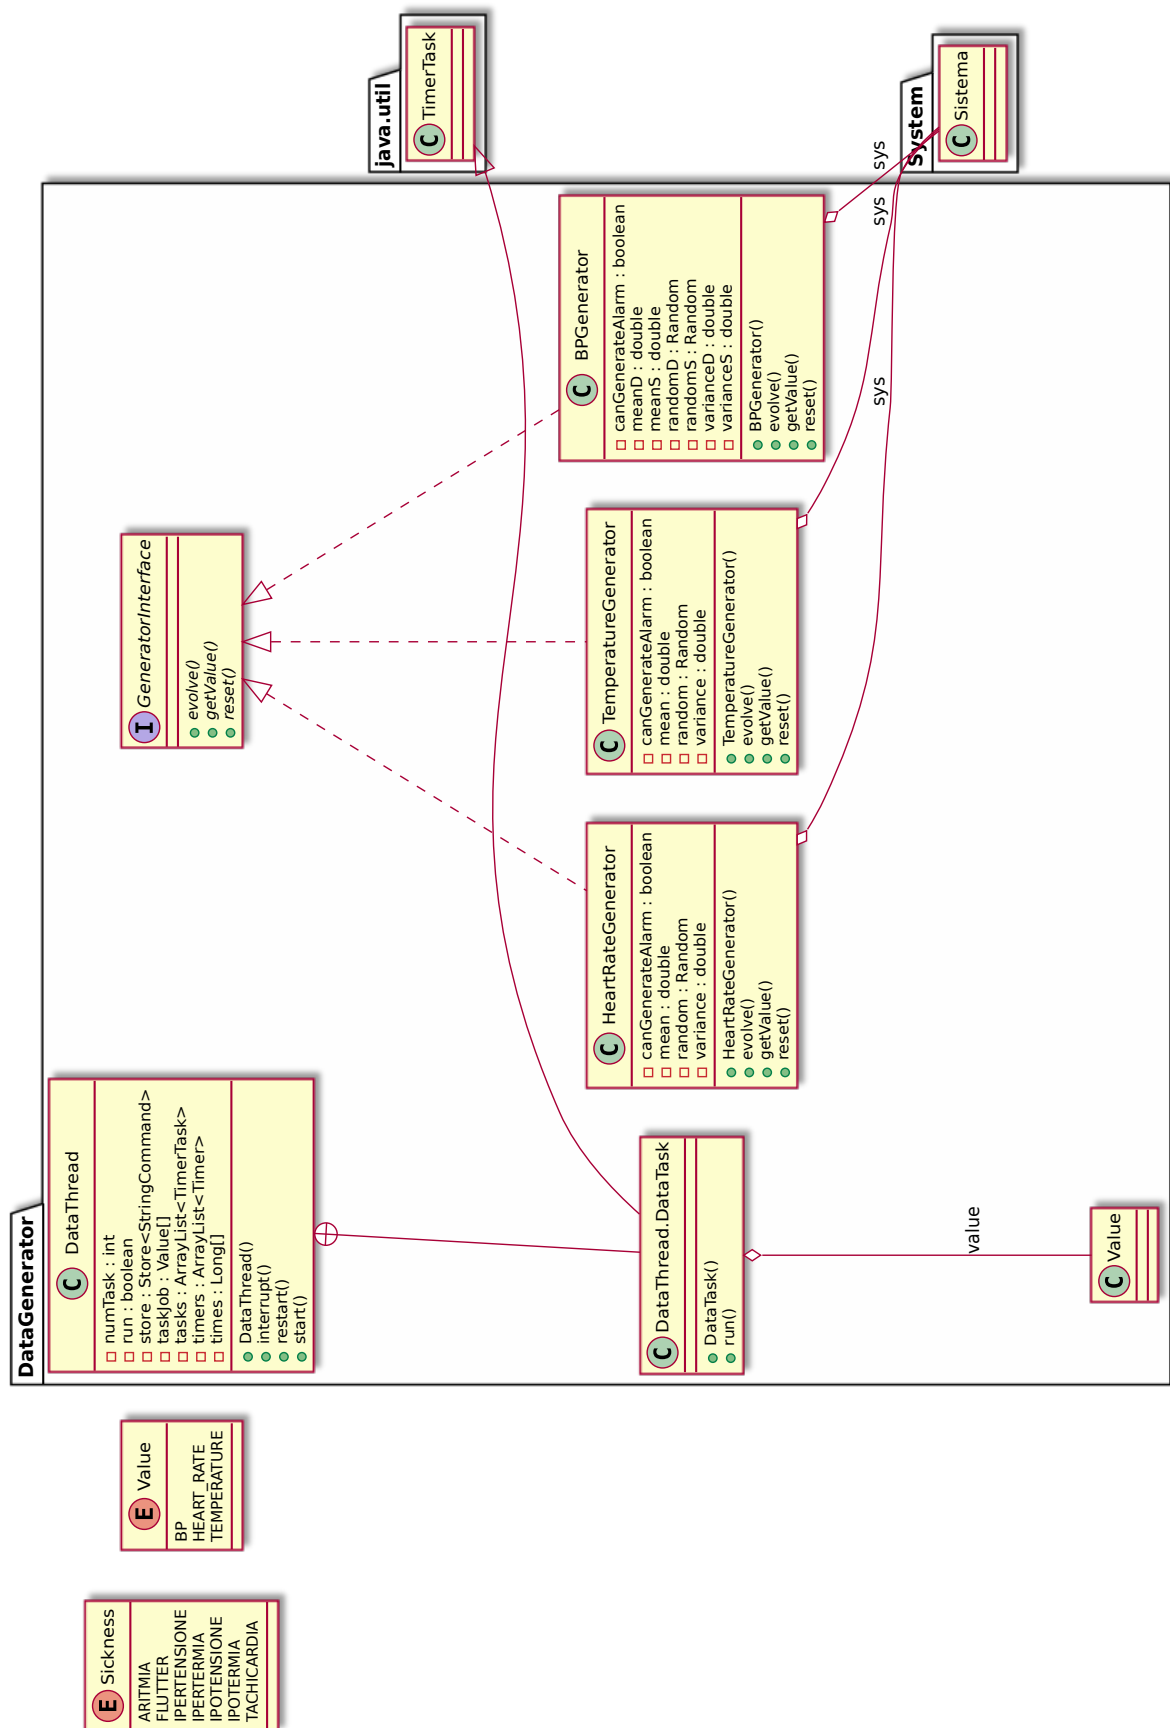 DataGenerator
java.util
System
E Sickness
ARITMIA
FLUTTER
IPERTENSIONE
IPERTERMIA
IPOTENSIONE
IPOTERMIA
TACHICARDIA
E Value
BP
HEART_RATE
TEMPERATURE
C DataThread
numTask : int
run : boolean
store : Store<StringCommand>
taskJob : Value[]
tasks : ArrayList<TimerTask>
timers : ArrayList<Timer>
times : Long[]
DataThread()
interrupt()
restart()
start()
I GeneratorInterface
evolve()
getValue()
reset()
C TimerTask
C DataThread.DataTask
DataTask()
run()
C HeartRateGenerator
canGenerateAlarm : boolean
mean : double
random : Random
variance : double
HeartRateGenerator()
evolve()
getValue()
reset()
C TemperatureGenerator
canGenerateAlarm : boolean
mean : double
random : Random
variance : double
TemperatureGenerator()
evolve()
getValue()
reset()
C BPGenerator
canGenerateAlarm : boolean
meanD : double
meanS : double
randomD : Random
randomS : Random
varianceD : double
varianceS : double
BPGenerator()
evolve()
getValue()
reset()
sys
sys
sys
C Sistema
value
C Value